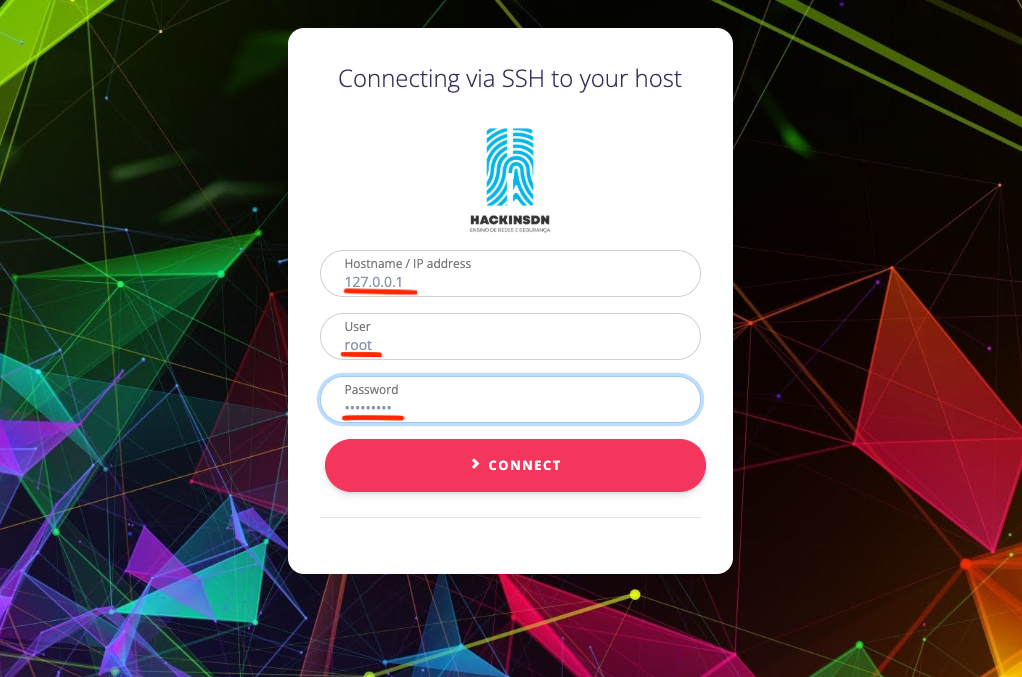 Connecting via SSH to your host
HACKINSDN
ENSINO DE REDES E SEGURANÇA
Hostname / IP address
127.0.0.1
User
root
Password
•••••••••
CONNECT